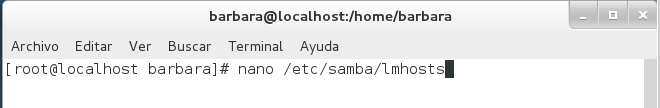 barbara@localhost:/home/barbara
Archivo Editar Ver Buscar Terminal Ayuda
[root@localhost barbara]# nano /etc/samba/lmhosts